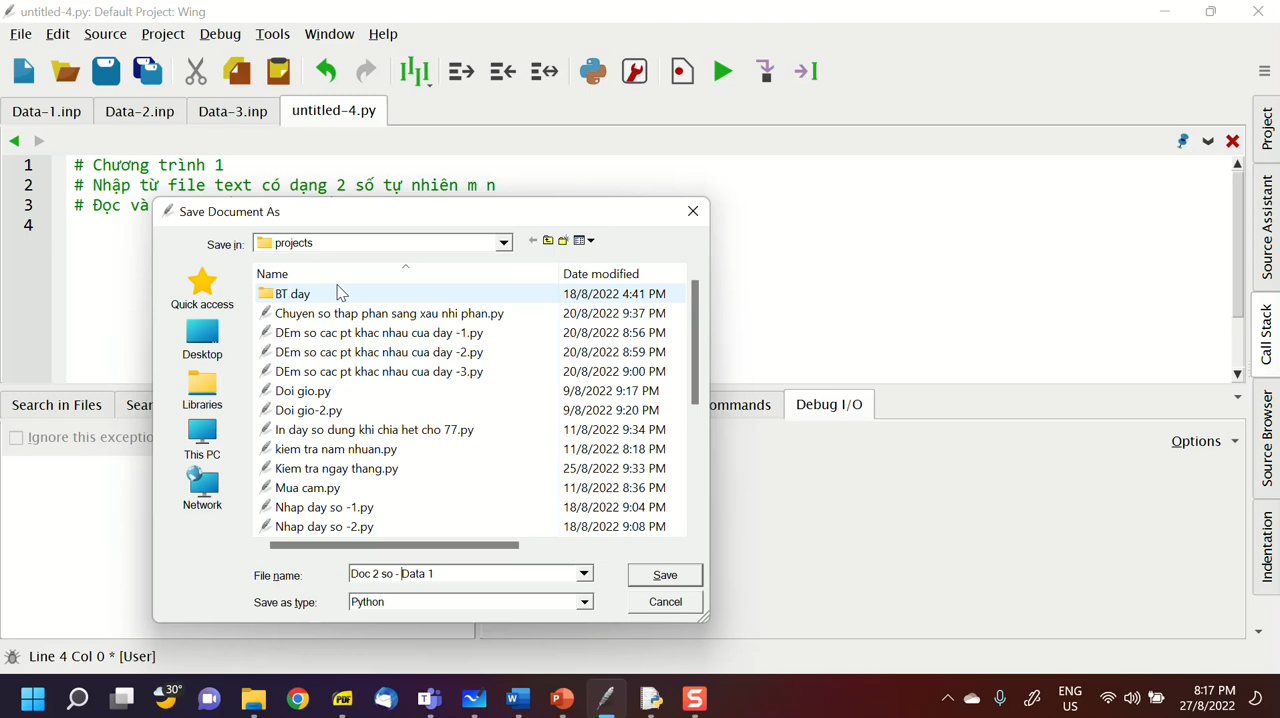 untitled-4.py: Default Project: Wing
File Edit Source Project Debug Tools Window Help
Data-1.inp Data-2.inp Data-3.inp untitled-4.py
1 # Chương trình 1
2 # Nhập từ file text có dạng 2 số tự nhiên m n
3 # Đọc và
4
Save Document As
Save in: projects
Quick access
Desktop
Libraries
This PC
Network
Name Date modified
BT day 18/8/2022 4:41 PM
Chuyen so thap phan sang xau nhi phan.py 20/8/2022 9:37 PM
DEm so cac pt khac nhau cua day -1.py 20/8/2022 8:56 PM
DEm so cac pt khac nhau cua day -2.py 20/8/2022 8:59 PM
DEm so cac pt khac nhau cua day -3.py 20/8/2022 9:00 PM
Doi gio.py 9/8/2022 9:17 PM
Doi gio-2.py 9/8/2022 9:20 PM
In day so dung khi chia het cho 77.py 11/8/2022 9:34 PM
kiem tra nam nhuan.py 11/8/2022 8:18 PM
Kiem tra ngay thang.py 25/8/2022 9:33 PM
Mua cam.py 11/8/2022 8:36 PM
Nhap day so -1.py 18/8/2022 9:04 PM
Nhap day so -2.py 18/8/2022 9:08 PM
File name: Doc 2 so -Data 1 Save
Save as type: Python Cancel
Search in Files Sear ommands Debug I/O
Ignore this exceptio Options
Project
Source Assistant
Call Stack
Source Browser
Indentation
Line 4 Col 0 * [User]
30°
PDF
ENG
US
8:17 PM
27/8/2022